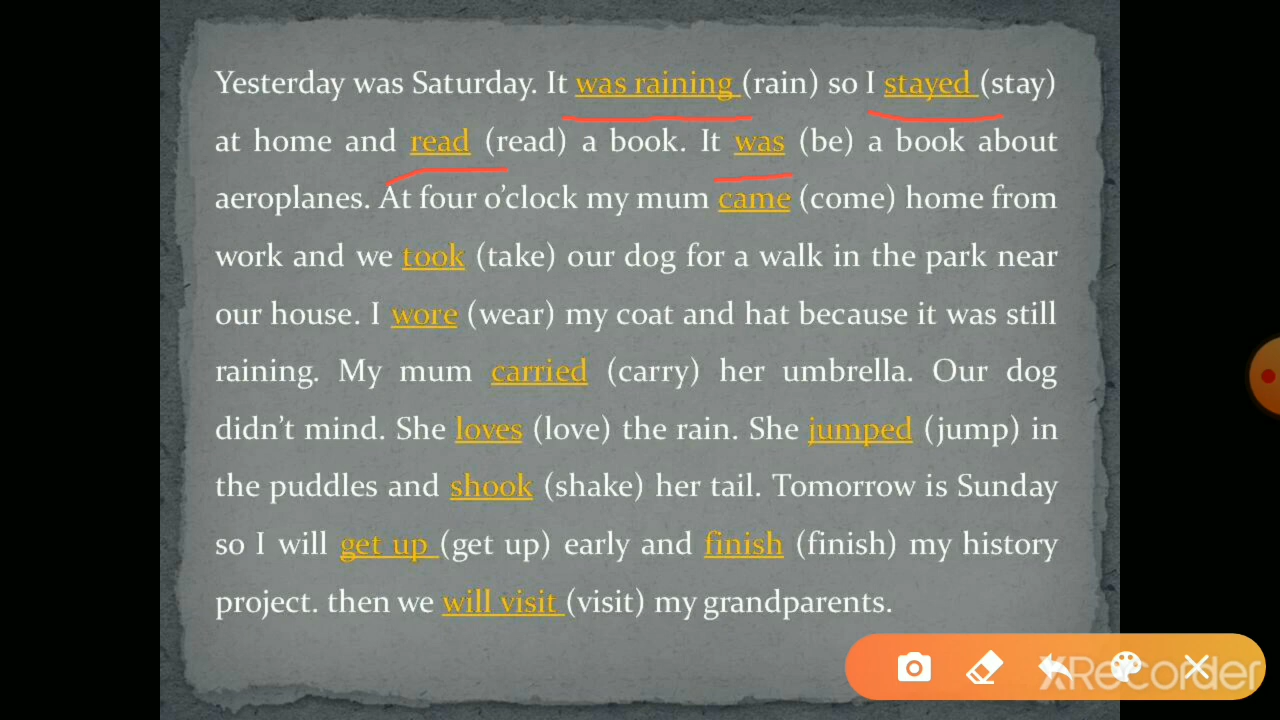 Yesterday was Saturday. It was raining (rain) so I stayed (stay)
at home and read (read) a book. It was (be) a book about
aeroplanes. At four o’clock my mum came (come) home from
work and we took (take) our dog for a walk in the park near
our house. I wore (wear) my coat and hat because it was still
raining. My mum carried (carry) her umbrella. Our dog
didn’t mind. She loves (love) the rain. She jumped (jump) in
the puddles and shook (shake) her tail. Tomorrow is Sunday
so I will get up (get up) early and finish (finish) my history
project. then we will visit (visit) my grandparents.
XRecorder